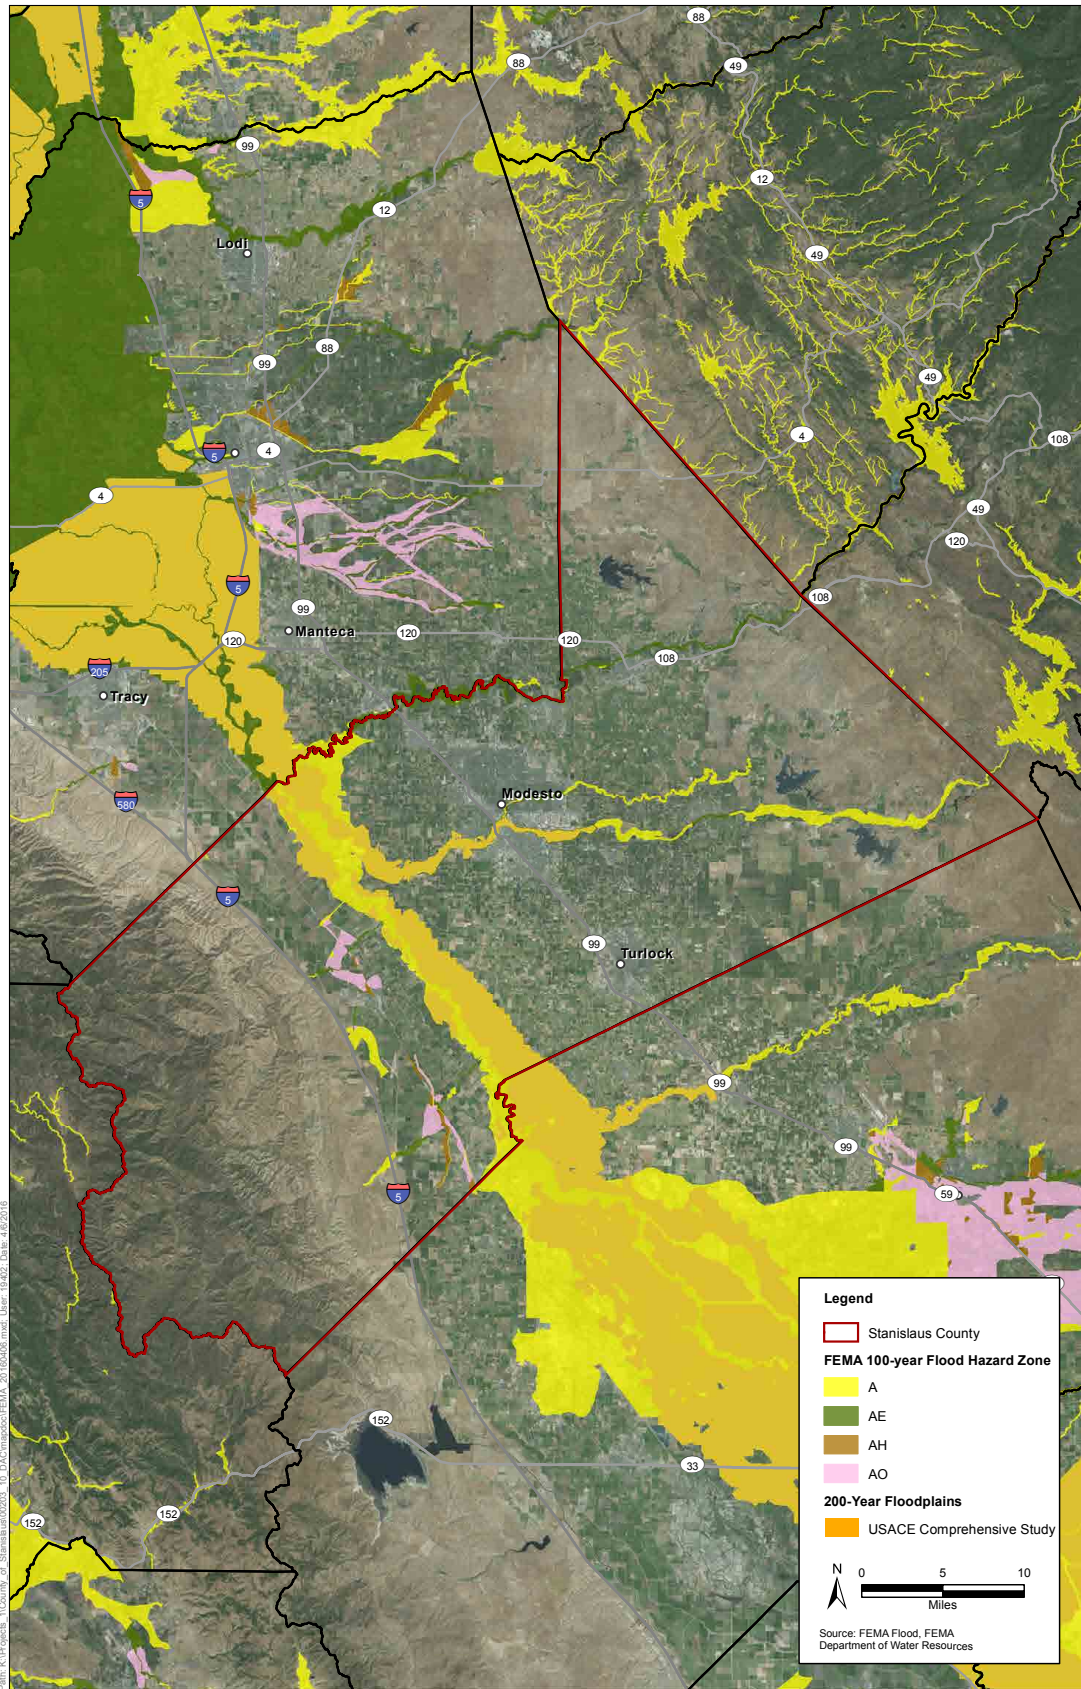 88
49
88
99
12
5
12
Lodi
49
99
88
49
4
108
4
5
4
49
120
5
108
99
Manteca
120
120
120
108
205
Tracy
580
Modesto
5
99
Turlock
99
99
5
59
152
33
152
152
Legend
Stanislaus County
FEMA 100-year Flood Hazard Zone
A
AE
AH
AO
200-Year Floodplains
USACE Comprehensive Study
N
0 5 10
Miles
Source: FEMA Flood, FEMA
Department of Water Resources